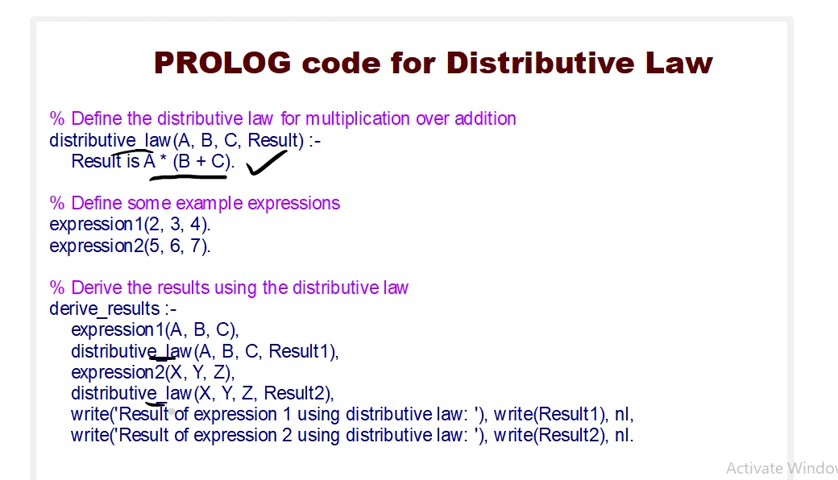 PROLOG code for Distributive Law
% Define the distributive law for multiplication over addition
distributive_law(A, B, C, Result) :-
Result is A * (B + C).
% Define some example expressions
expression1(2, 3, 4).
expression2(5, 6, 7).
% Derive the results using the distributive law
derive_results :-
expression1(A, B, C),
distributive_law(A, B, C, Result1),
expression2(X, Y, Z),
distributive_law(X, Y, Z, Result2),
write('Result of expression 1 using distributive law: '), write(Result1), nl,
write('Result of expression 2 using distributive law: '), write(Result2), nl.
Activate Window